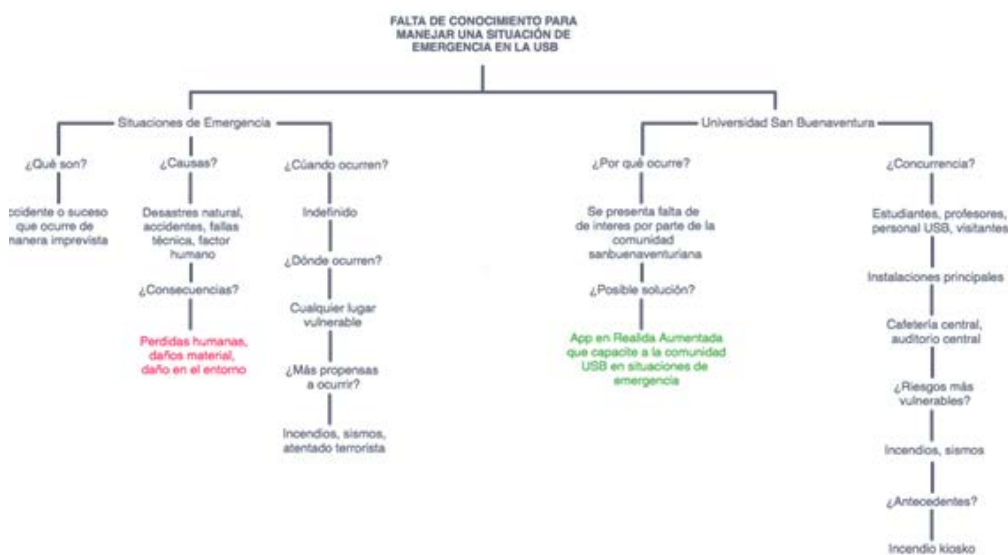 FALTA DE CONOCIMIENTO PARA
MANEJAR UNA SITUACIÓN DE
EMERGENCIA EN LA USB
Situaciones de Emergencia
Universidad San Buenaventura
¿Qué son?
¿Causas?
¿Cúando ocurren?
¿Por qué ocurre?
¿Concurrencia?
ccidente o suceso
que ocurre de
manera imprevista
Desastres natural,
accidentes, fallas
técnica, factor
humano
¿Consecuencias?
Perdidas humanas,
daños material,
daño en el entorno
Indefinido
¿Dónde ocurren?
Cualquier lugar
vulnerable
¿Más propensas
a ocurrir?
Incendios, sismos,
atentado terrorista
Se presenta falta de
de interes por parte de la
comunidad
sanbuenaventuriana
¿Posible solución?
App en Realida Aumentada
que capacite a la comunidad
USB en situaciones de
emergencia
Estudiantes, profesores,
personal USB, visitantes
Instalaciones principales
Cafetería central,
auditorio central
¿Riesgos más
vulnerables?
Incendios, sismos
¿Antecedentes?
Incendio kiosko